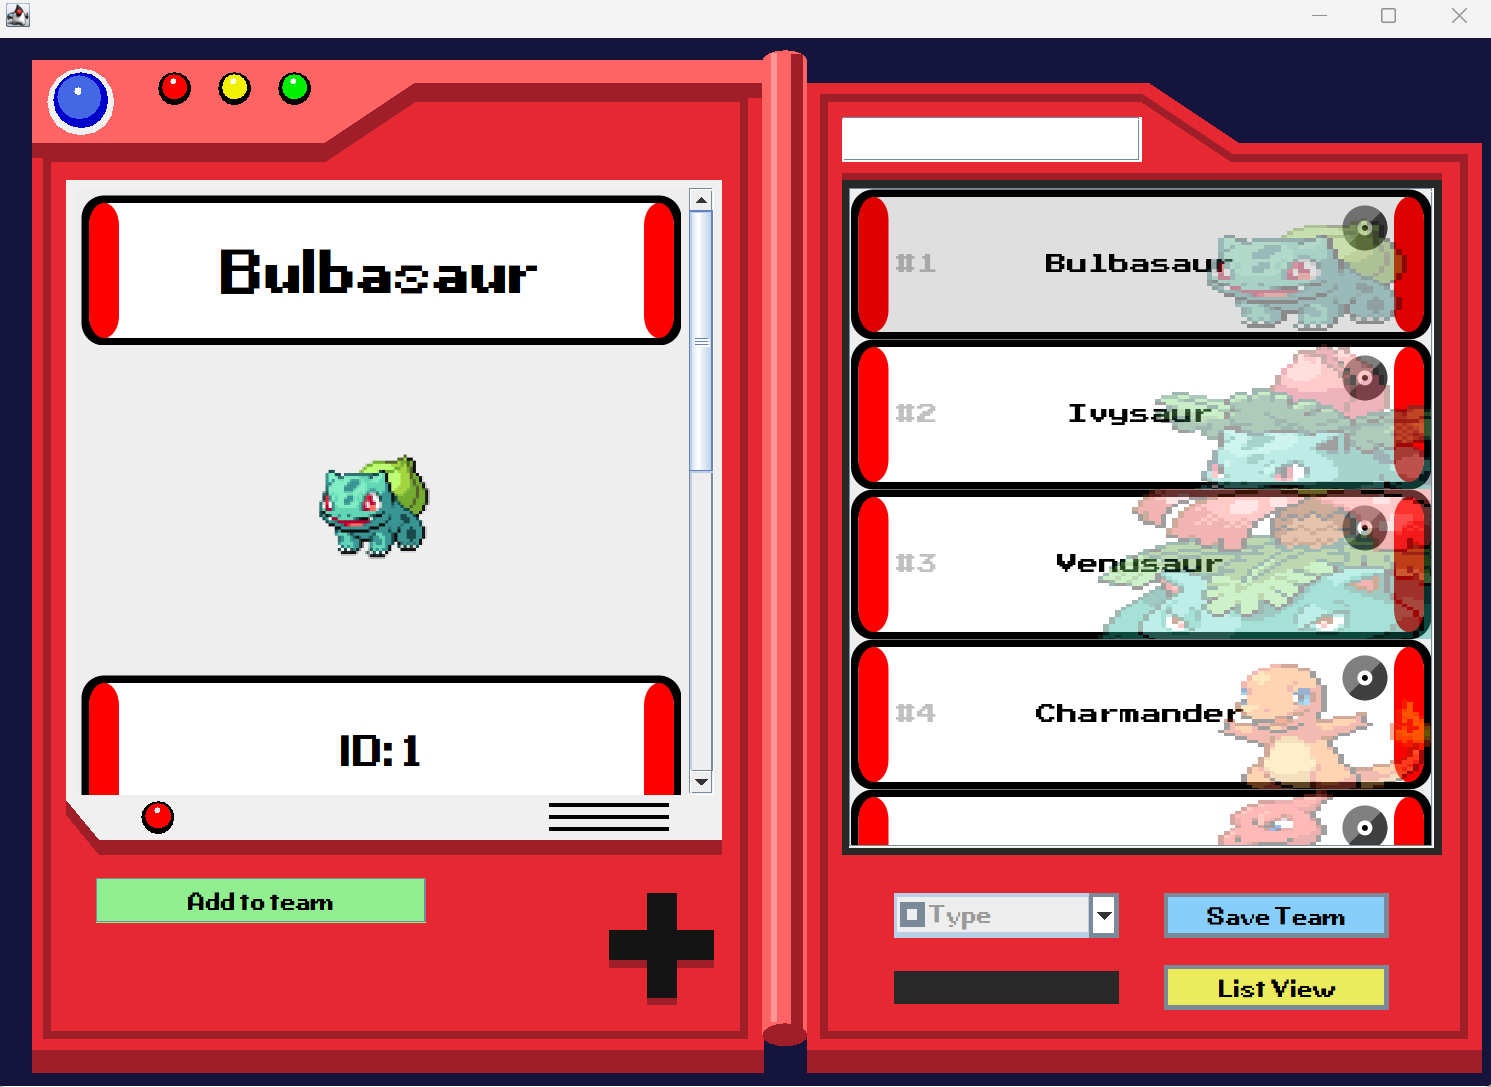 Bulbasaur
ID: 1
Add to team
#1 Bulbasaur
#2 Ivysaur
#3 Venusaur
#4 Charmander
Type
Save Team
List View